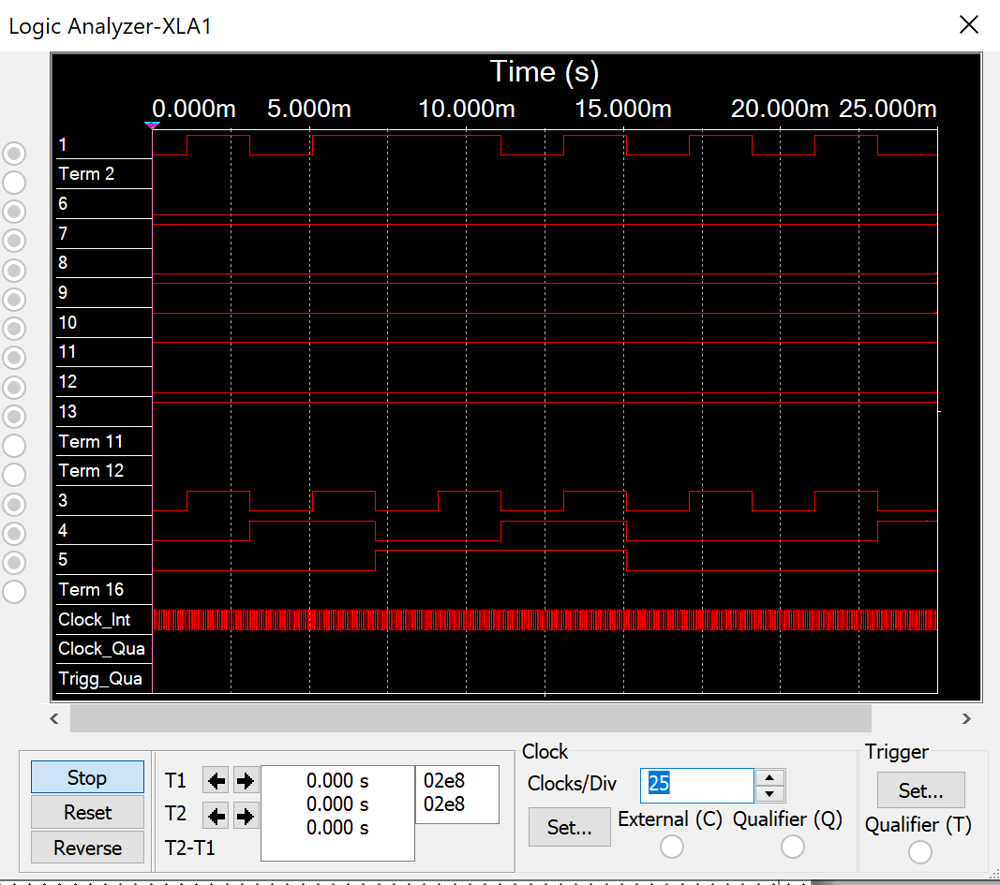 Logic Analyzer-XLA1
Time (s)
0.000m 5.000m 10.000m 15.000m 20.000m 25.000m
1
Term 2
6
7
8
9
10
11
12
13
Term 11
Term 12
3
4
5
Term 16
Clock_Int
Clock_Qua
Trigg_Qua
Stop
Reset
Reverse
T1
T2
T2-T1
0.000 s
0.000 s
0.000 s
02e8
02e8
Clock
Clocks/Div
25
Set...
External (C)
Qualifier (Q)
Trigger
Set...
Qualifier (T)